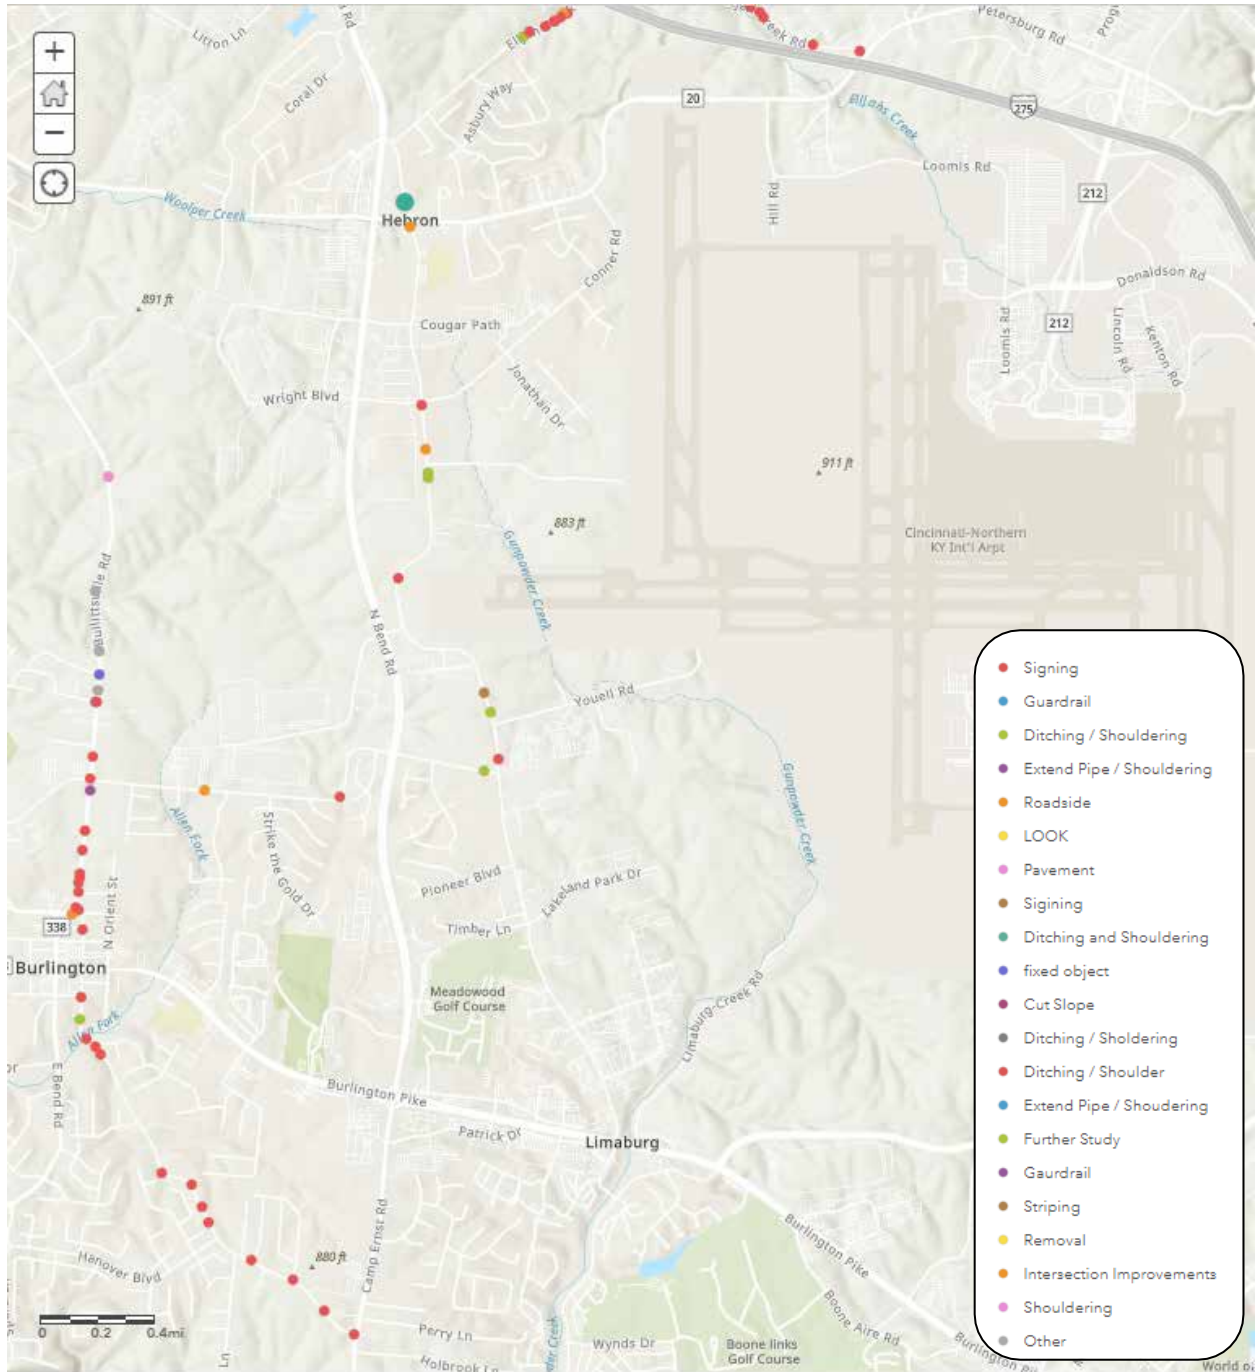 Litron Ln
Coral Dr
Asbury Way
Petersburg Rd
Creek Rd
20
275
Elijahs Creek
Loomis Rd
Hill Rd
212
Woolper Creek
Hebron
Conner Rd
Donaldson Rd
891 ft
Cougar Path
212
Loomis Rd
Lincoln Rd
Kenton Rd
Jonathan Dr
Wright Blvd
911 ft
883 ft
Cincinnati-Northern
KY Int'l Arpt
Gunpowder Creek
N Bend Rd
Youell Rd
Gunpowder Creek
Allen Fork
Strike the Gold Dr
Pioneer Blvd
Lakeland Park Dr
N Orient St
338
Timber Ln
Burlington
Meadowood
Golf Course
Limaburg-Creek Rd
Allen Fork
E Bend Rd
Burlington Pike
Patrick Dr
Limaburg
Camp Ernst Rd
Burlington Pike
Hanover Blvd
880 ft
Boone Aire Rd
0 0.2 0.4mi
Perry Ln
Wynds Dr
Boone links
Golf Course
Ln
Holbrook Ln
Signing
Guardrail
Ditching / Shouldering
Extend Pipe / Shouldering
Roadside
LOOK
Pavement
Sigining
Ditching and Shouldering
fixed object
Cut Slope
Ditching / Sholdering
Ditching / Shoulder
Extend Pipe / Shoudering
Further Study
Gaurdrail
Striping
Removal
Intersection Improvements
Shouldering
Other